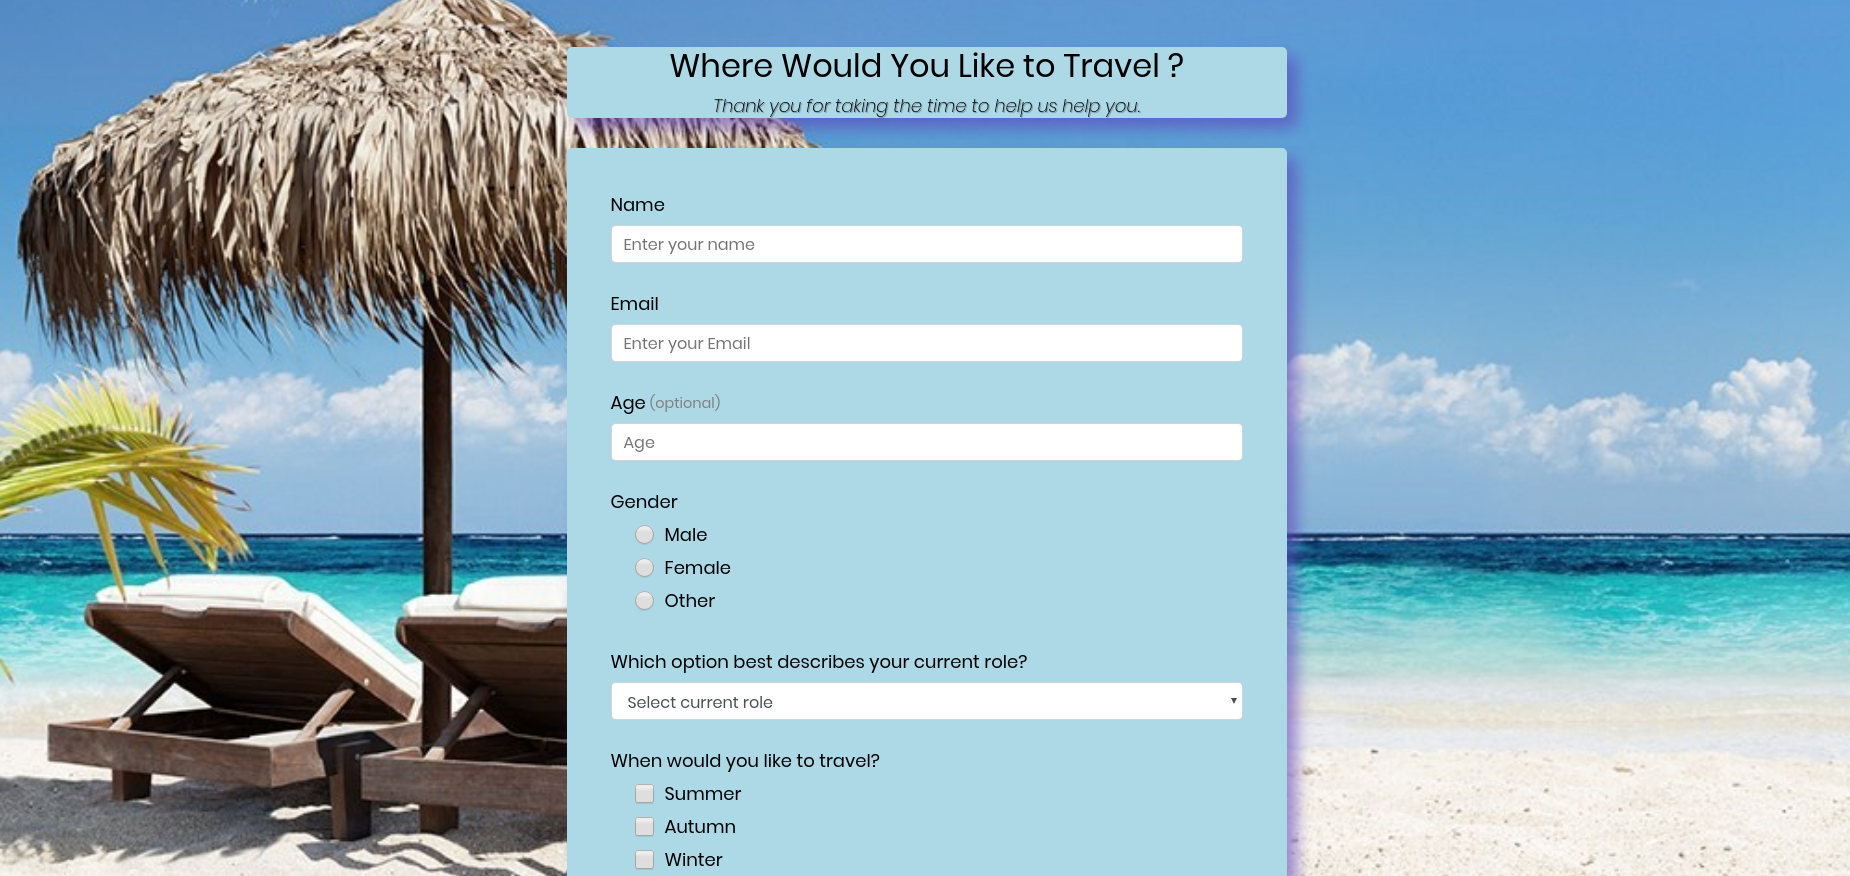 Where Would You Like to Travel ?
Thank you for taking the time to help us help you.
Name
Enter your name
Email
Enter your Email
Age (optional)
Age
Gender
Male
Female
Other
Which option best describes your current role?
Select current role
When would you like to travel?
Summer
Autumn
Winter